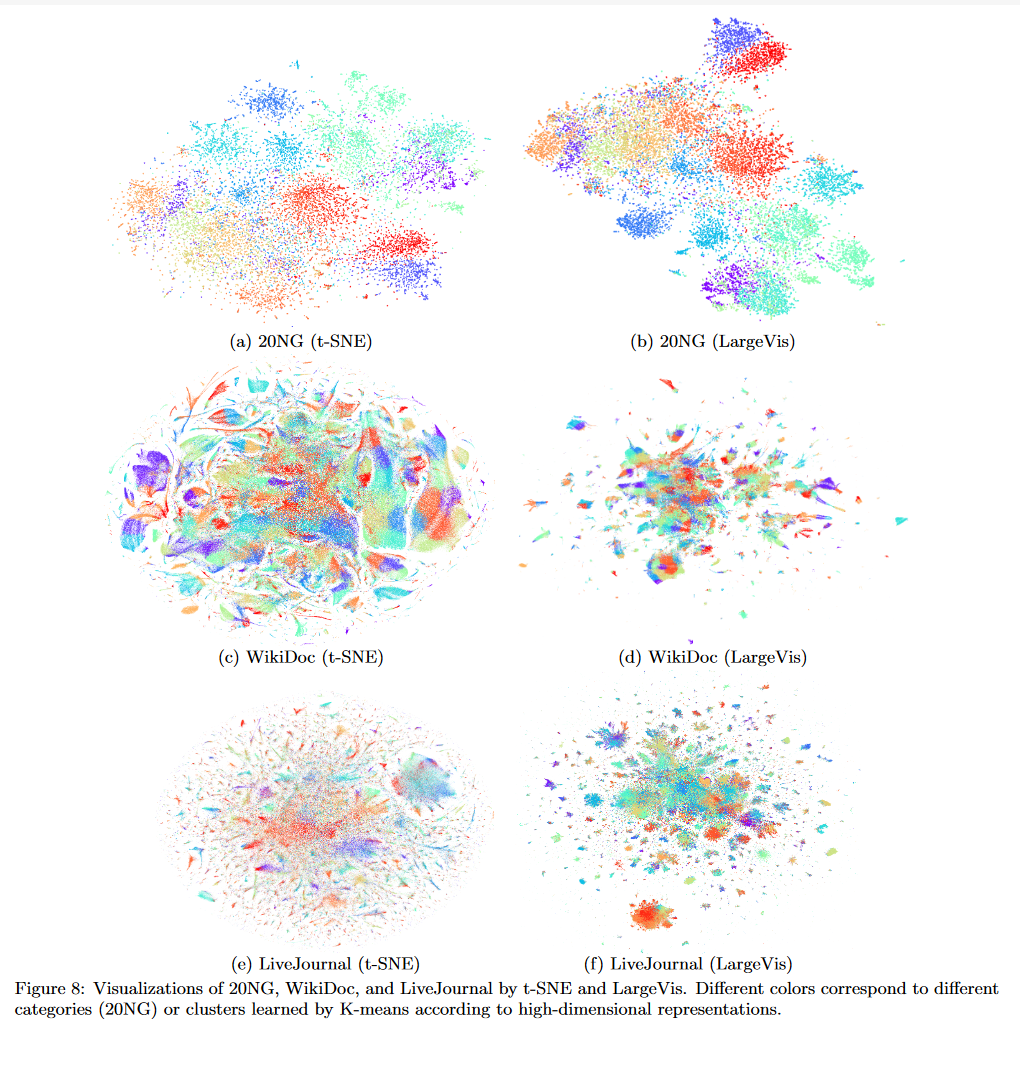 (a) 20NG (t-SNE)
(b) 20NG (LargeVis)
(c) WikiDoc (t-SNE)
(d) WikiDoc (LargeVis)
(e) LiveJournal (t-SNE)
(f) LiveJournal (LargeVis)
Figure 8: Visualizations of 20NG, WikiDoc, and LiveJournal by t-SNE and LargeVis. Different colors correspond to different
categories (20NG) or clusters learned by K-means according to high-dimensional representations.